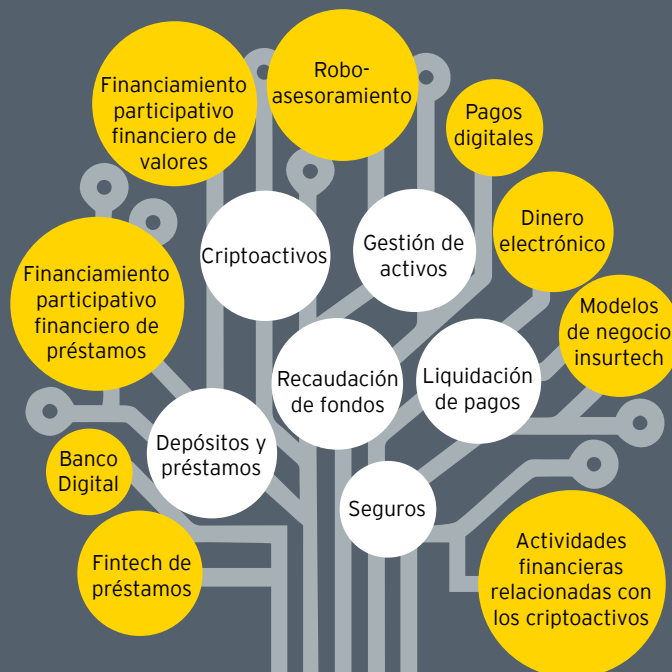 Financiamiento
participativo
financiero de
valores
Robo-
asesoramiento
Pagos
digitales
Criptoactivos
Gestión de
activos
Dinero
electrónico
Financiamiento
participativo
financiero de
préstamos
Modelos
de negocio
insurtech
Recaudación
de fondos
Liquidación
de pagos
Depósitos y
préstamos
Banco
Digital
Seguros
Fintech de
préstamos
Actividades
financieras
relacionadas con
los criptoactivos